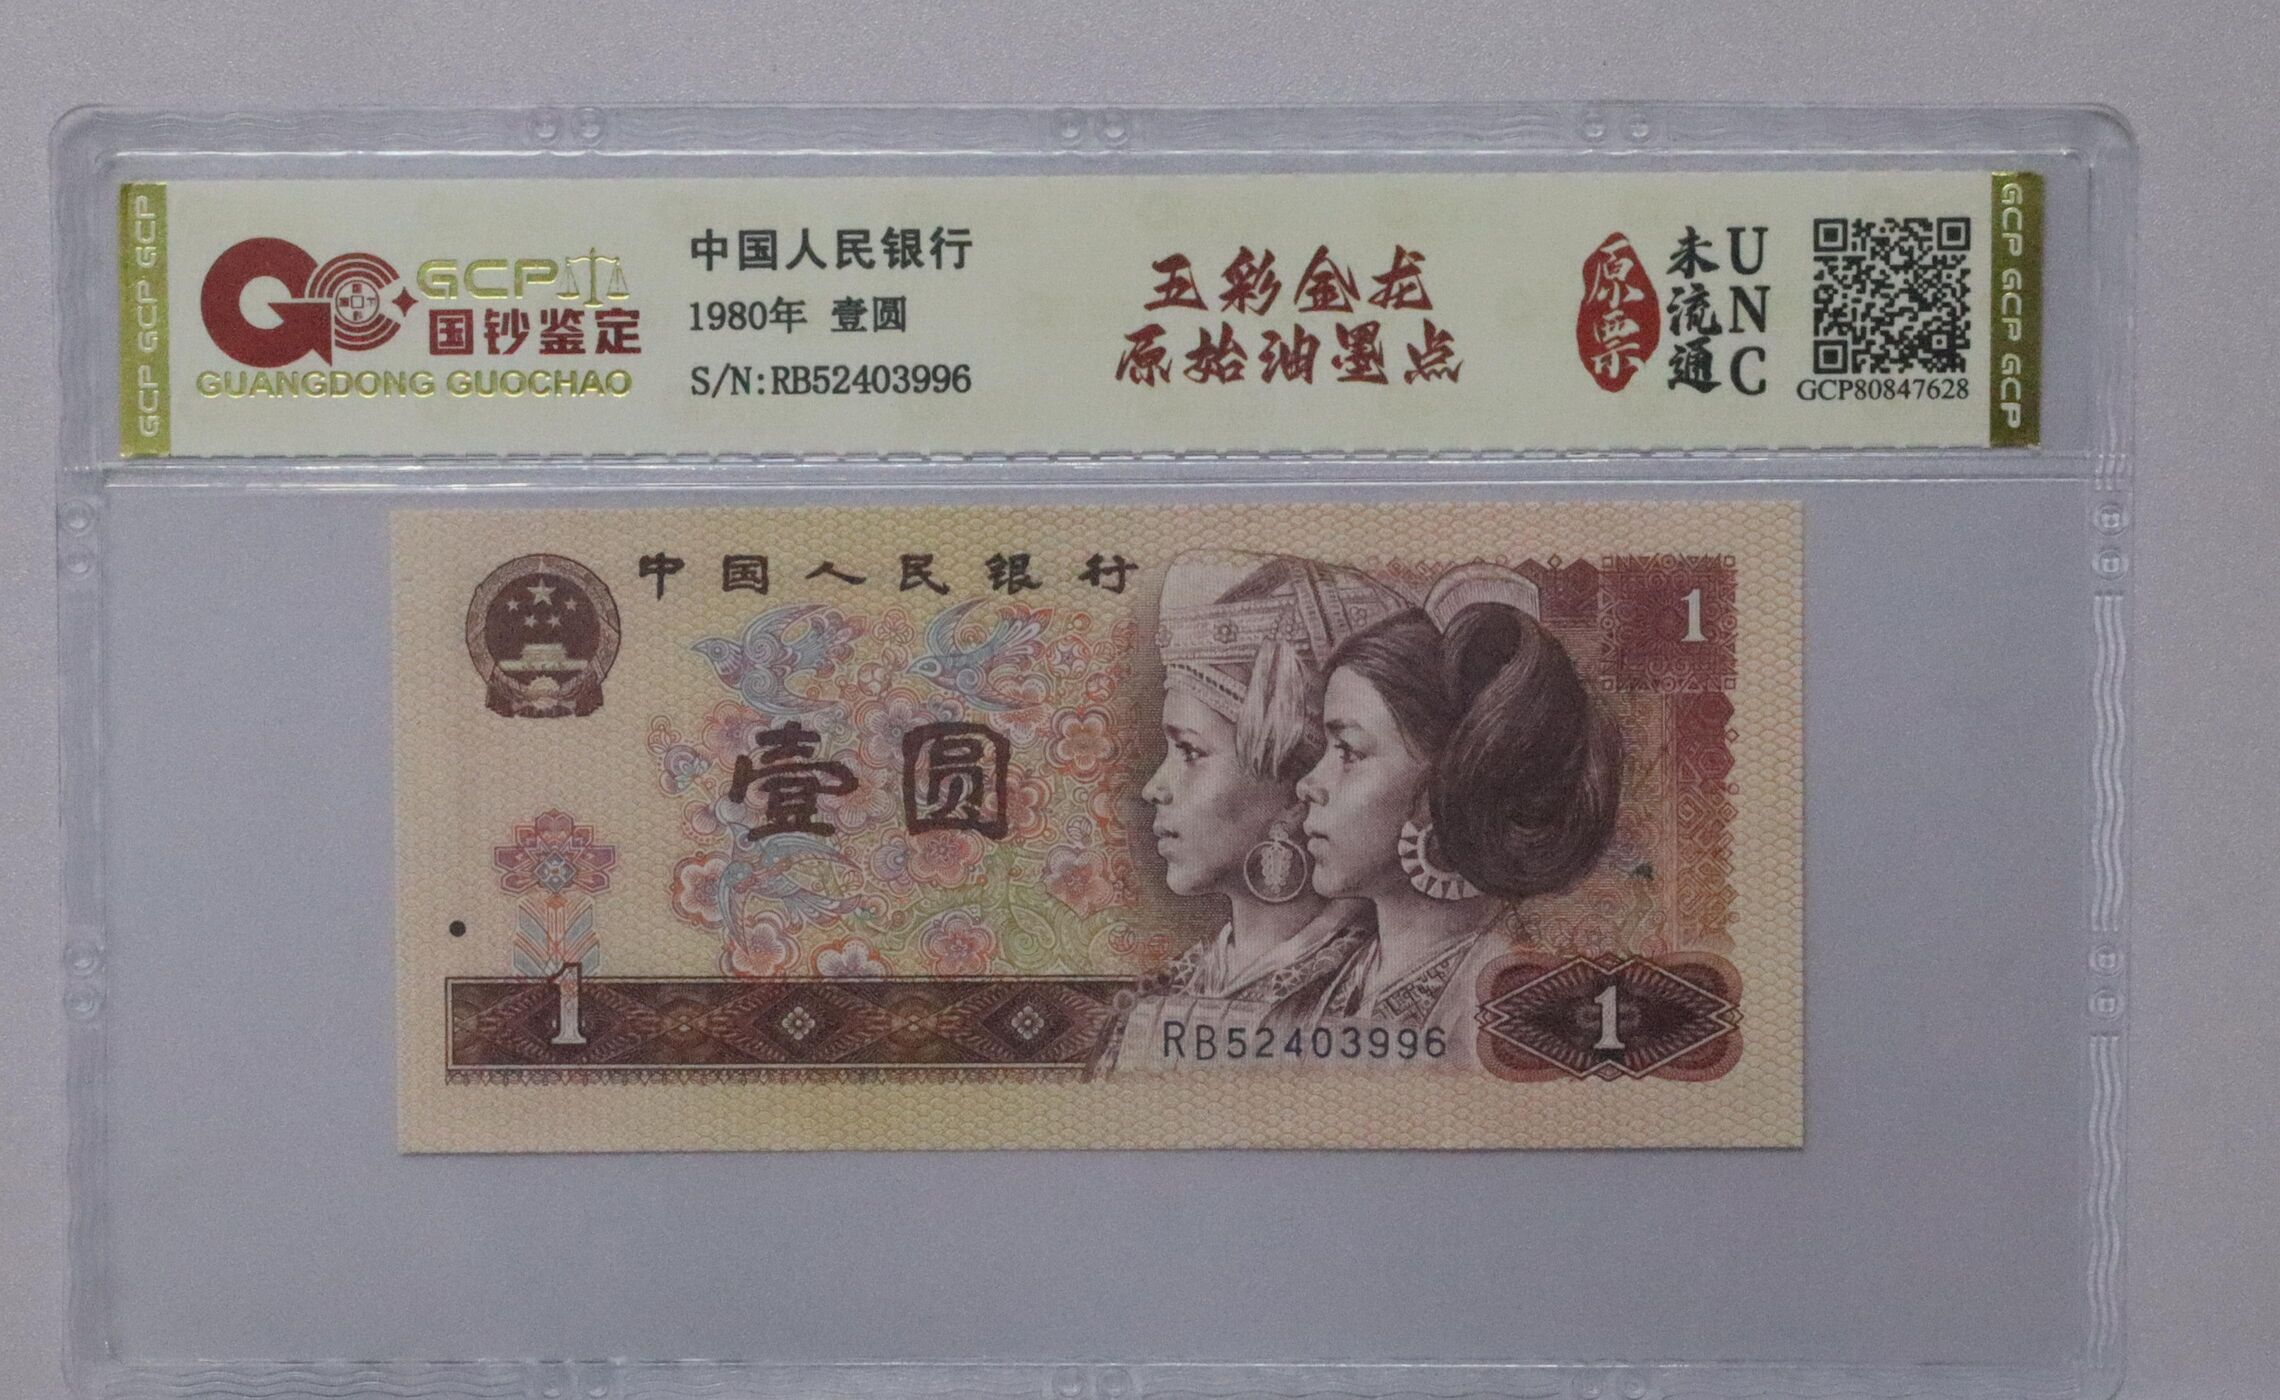 GCP GCP GCP
GCP
国钞鉴定
GUANGDONG GUOCHAO
中国人民银行
1980年 壹圆
S/N:RB52403996
五彩金龙
原始油墨点
原票
未流通
UNC
GCP80847628
GCP GCP GCP
中国人民银行
1
壹圆
1
RB52403996
1